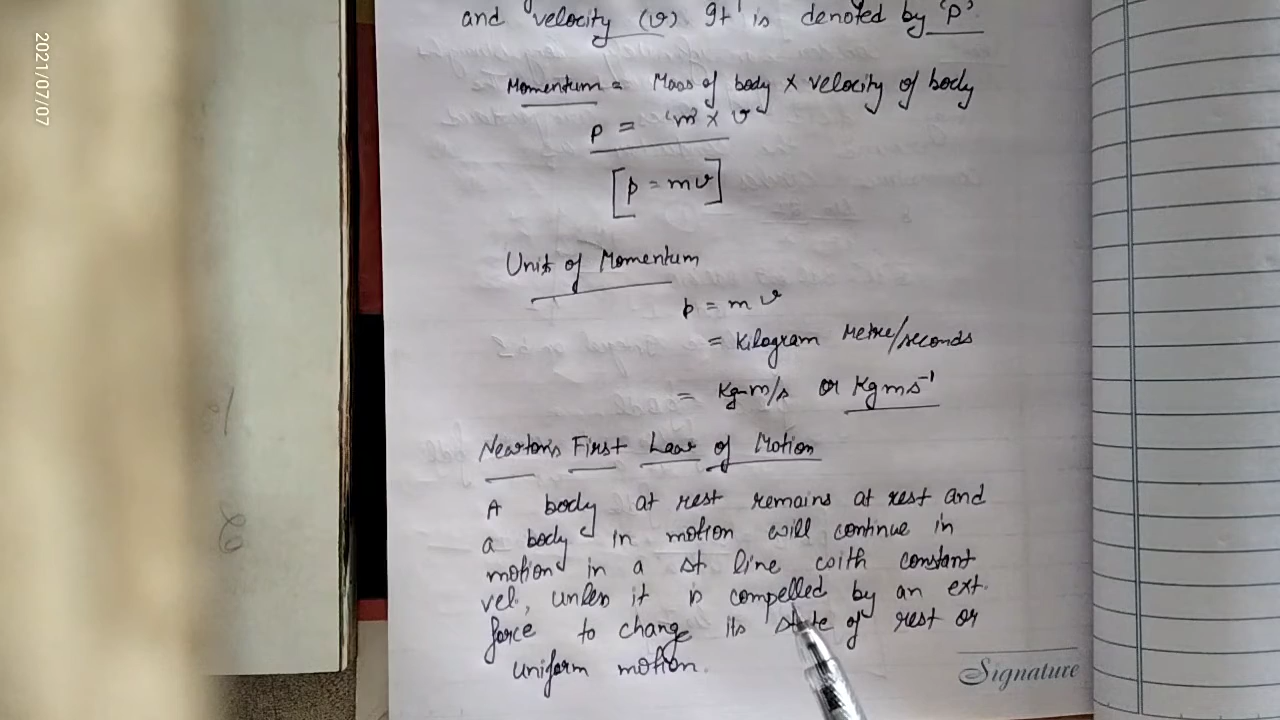 and velocity (v) It is denoted by 'p'
Momentum = Mass of body × velocity of body
P = 'm' × v
[p = mv]
Unit of Momentum
p = mv
= Kilogram Metre/seconds
= Kgm/s or Kgms⁻¹
Newton's First Law of Motion
A body at rest remains at rest and
a body in motion will continue in
motion in a st line with constant
vel., unless it is compelled by an ext.
force to change its state of rest or
uniform motion.
Signature
2021/07/07